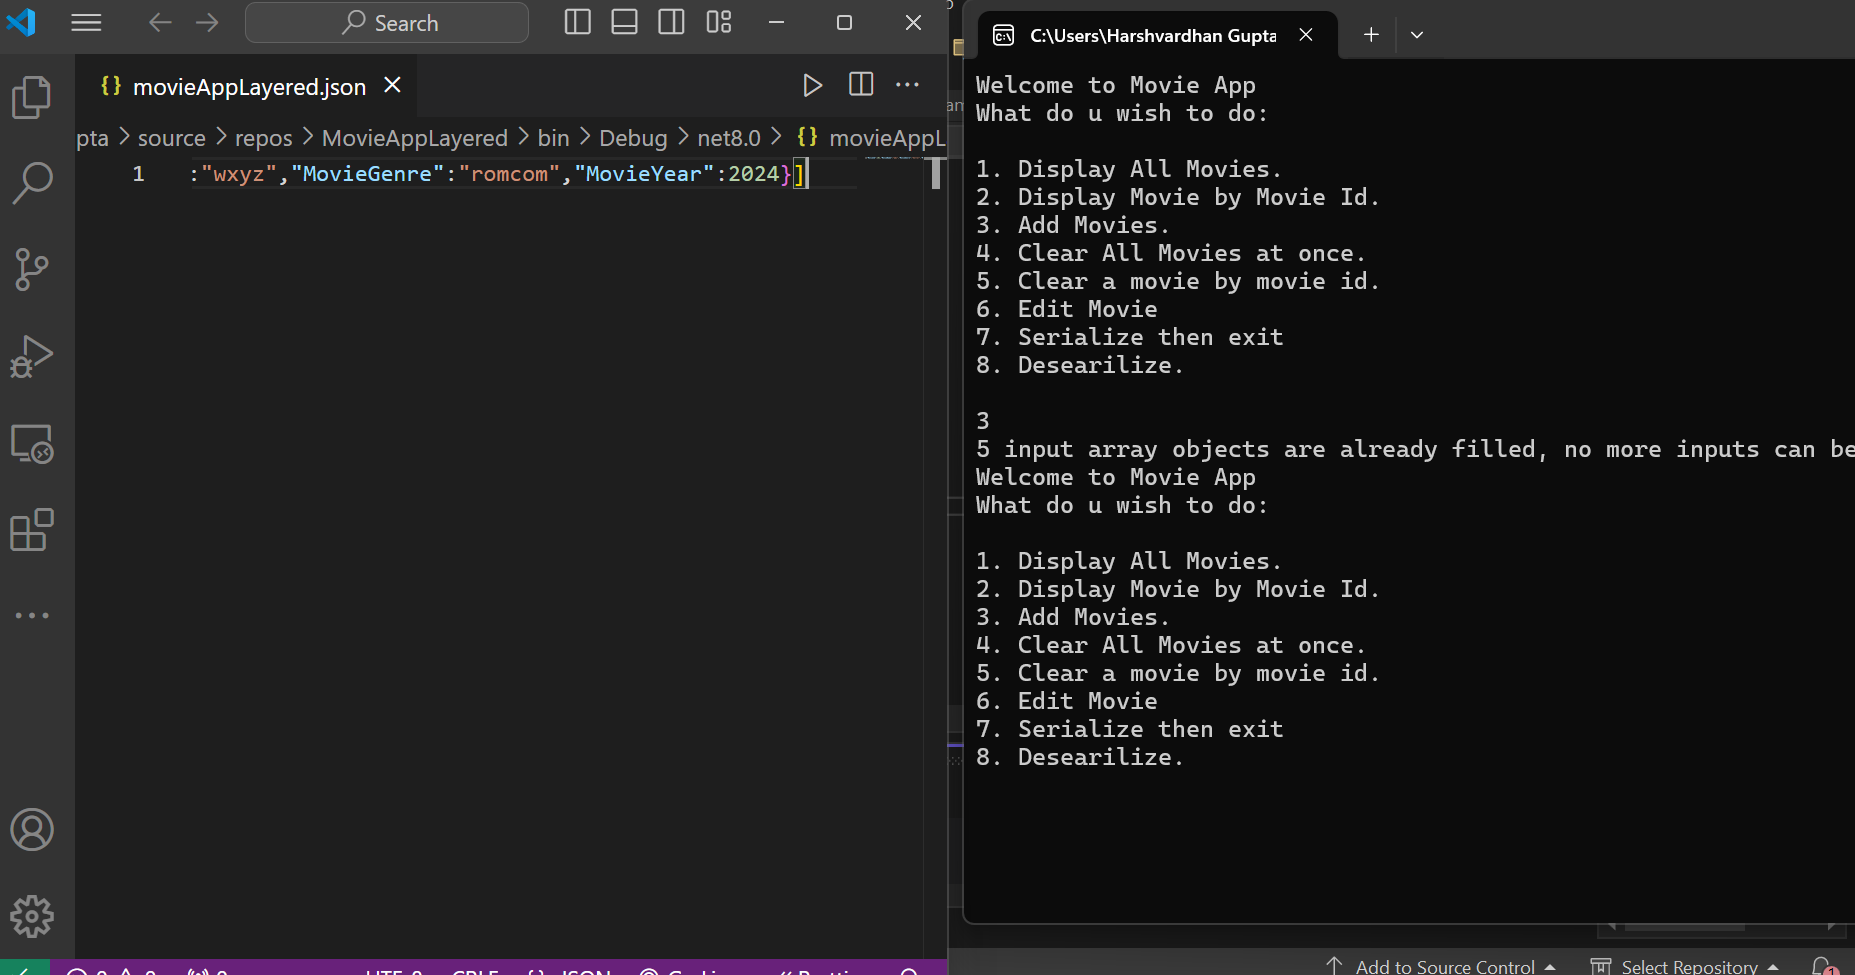 Search
movieAppLayered.json
pta > source > repos > MovieAppLayered > bin > Debug > net8.0 > {} movieAppL
1 :"wxyz","MovieGenre":"romcom","MovieYear":2024}]
C:\Users\Harshvardhan Gupta
Welcome to Movie App
What do u wish to do:
1. Display All Movies.
2. Display Movie by Movie Id.
3. Add Movies.
4. Clear All Movies at once.
5. Clear a movie by movie id.
6. Edit Movie
7. Serialize then exit
8. Desearilize.
3
5 input array objects are already filled, no more inputs can be
Welcome to Movie App
What do u wish to do:
1. Display All Movies.
2. Display Movie by Movie Id.
3. Add Movies.
4. Clear All Movies at once.
5. Clear a movie by movie id.
6. Edit Movie
7. Serialize then exit
8. Desearilize.
Add to Source Control
Select Repository
1